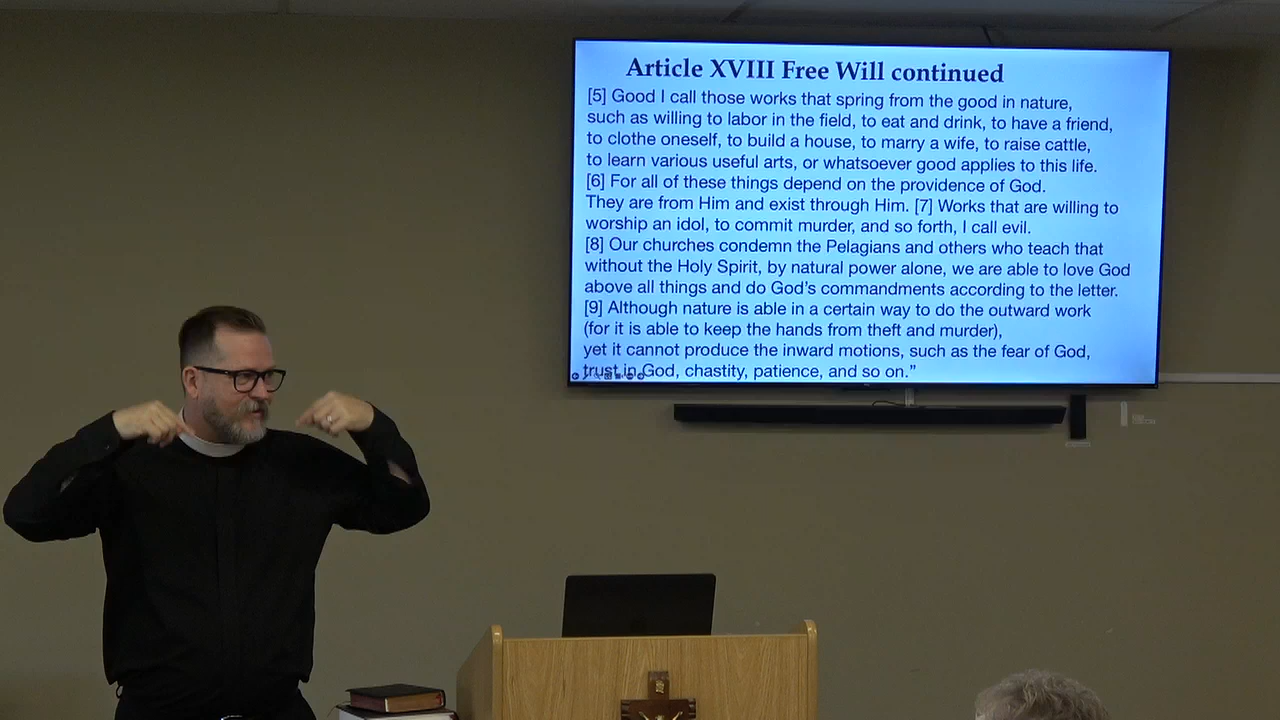 Article XVIII Free Will continued
[5] Good I call those works that spring from the good in nature,
such as willing to labor in the field, to eat and drink, to have a friend,
to clothe oneself, to build a house, to marry a wife, to raise cattle,
to learn various useful arts, or whatsoever good applies to this life.
[6] For all of these things depend on the providence of God.
They are from Him and exist through Him. [7] Works that are willing to
worship an idol, to commit murder, and so forth, I call evil.
[8] Our churches condemn the Pelagians and others who teach that
without the Holy Spirit, by natural power alone, we are able to love God
above all things and do God's commandments according to the letter.
[9] Although nature is able in a certain way to do the outward work
(for it is able to keep the hands from theft and murder),
yet it cannot produce the inward motions, such as the fear of God,
trust in God, chastity, patience, and so on.”